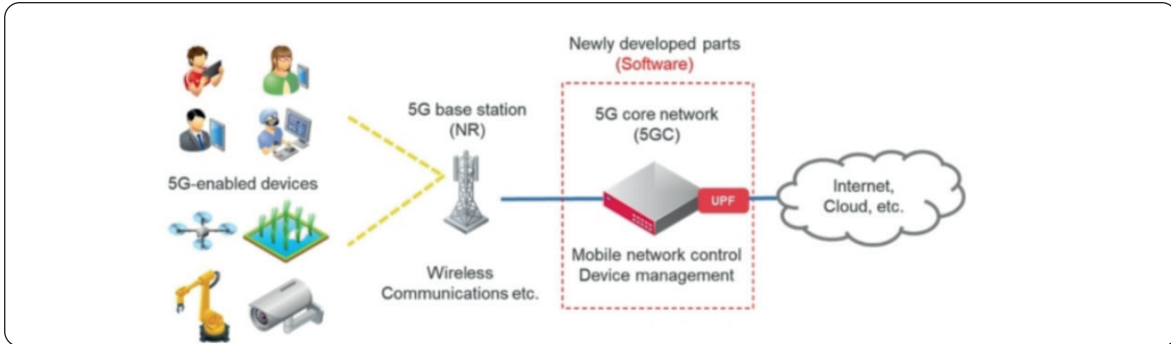 Newly developed parts
(Software)
5G base station
(NR)
5G core network
(5GC)
5G-enabled devices
UPF
Internet,
Cloud, etc.
Wireless
Communications etc.
Mobile network control
Device management